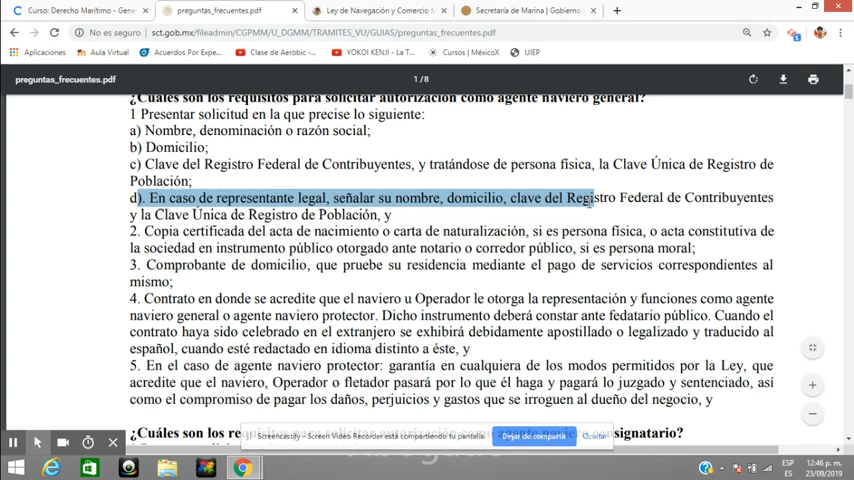 Curso: Derecho Marítimo - Gene
preguntas_frecuentes.pdf
Ley de Navegación y Comercio M
Secretaría de Marina | Gobierno
No es seguro
sct.gob.mx/fileadmin/CGPMM/U_DGMM/TRAMITES_VU/GUIAS/preguntas_frecuentes.pdf
Aplicaciones
Aula Virtual
Acuerdos Por Expe...
Clase de Aeróbic -...
YOKOI KENJI - La T...
Cursos | MéxicoX
UIEP
preguntas_frecuentes.pdf
1 / 8
¿Cuáles son los requisitos para solicitar autorización como agente naviero general?
1 Presentar solicitud en la que precise lo siguiente:
a) Nombre, denominación o razón social;
b) Domicilio;
c) Clave del Registro Federal de Contribuyentes, y tratándose de persona física, la Clave Única de Registro de
Población;
d). En caso de representante legal, señalar su nombre, domicilio, clave del Registro Federal de Contribuyentes
y la Clave Única de Registro de Población, y
2. Copia certificada del acta de nacimiento o carta de naturalización, si es persona física, o acta constitutiva de
la sociedad en instrumento público otorgado ante notario o corredor público, si es persona moral;
3. Comprobante de domicilio, que pruebe su residencia mediante el pago de servicios correspondientes al
mismo;
4. Contrato en donde se acredite que el naviero u Operador le otorga la representación y funciones como agente
naviero general o agente naviero protector. Dicho instrumento deberá constar ante fedatario público. Cuando el
contrato haya sido celebrado en el extranjero se exhibirá debidamente apostillado o legalizado y traducido al
español, cuando esté redactado en idioma distinto a éste, y
5. En el caso de agente naviero protector: garantía en cualquiera de los modos permitidos por la Ley, que
acredite que el naviero, Operador o fletador pasará por lo que él haga y pagará lo juzgado y sentenciado, así
como el compromiso de pagar los daños, perjuicios y gastos que se irroguen al dueño del negocio, y
¿Cuáles son los requisitos para solicitar autorización como agente naviero consignatario?
Screencastify - Screen Video Recorder está compartiendo tu pantalla.
Dejar de compartir
Ocultar
ESP
ES
12:46 p. m.
23/09/2019